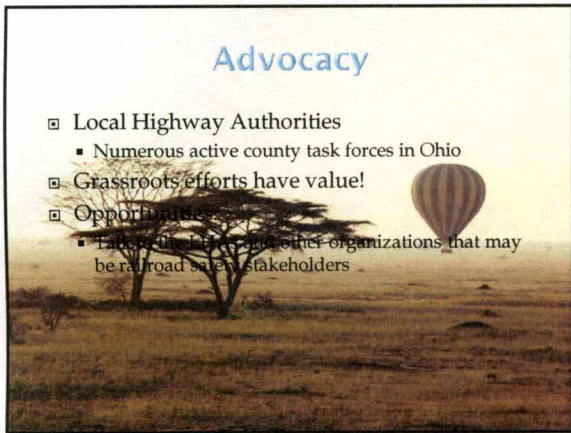 Advocacy
Local Highway Authorities
Numerous active county task forces in Ohio
Grassroots efforts have value!
Opportunities
Talk to the LHAs and other organizations that may
be railroad safety stakeholders